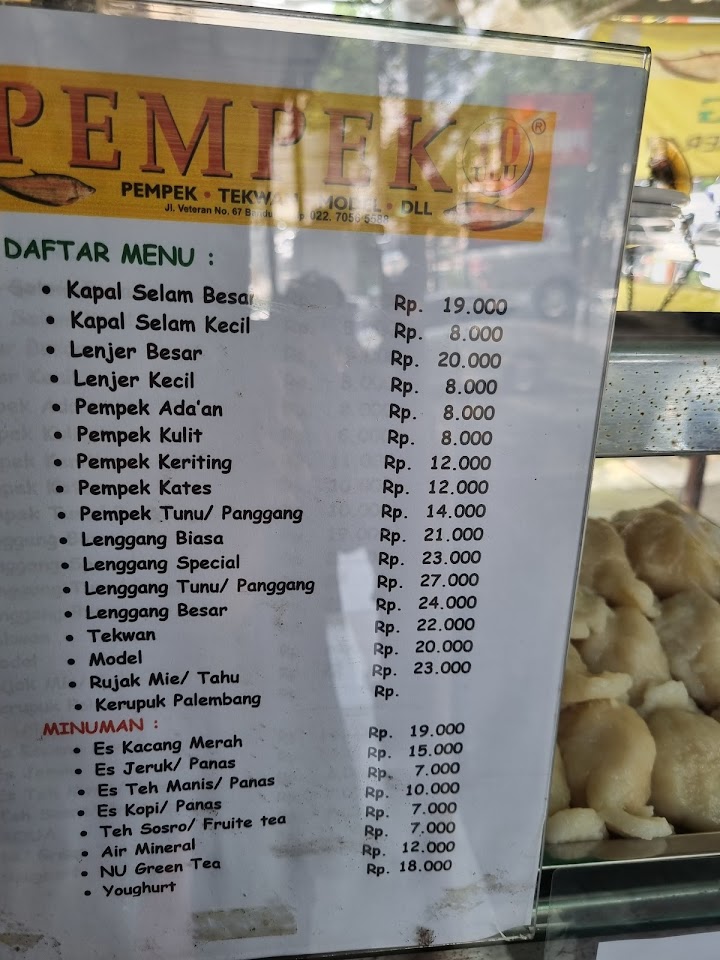 PEMPEK 10 ®
PEMPEK • TEKWAN MODEL • DLL
Jl. Veteran No. 67 022.
DAFTAR MENU :
• Kapal Selam Besar Rp. 19.000
• Kapal Selam Kecil Rp. 8.000
• Lenjer Besar Rp. 20.000
• Lenjer Kecil Rp. 8.000
• Pempek Ada'an Rp. 8.000
• Pempek Kulit Rp. 8.000
• Pempek Keriting Rp. 12.000
• Pempek Kates Rp. 12.000
• Pempek Tunu/ Panggang Rp. 14.000
• Lenggang Biasa Rp. 21.000
• Lenggang Special Rp. 23.000
• Lenggang Tunu/ Panggang Rp. 27.000
• Lenggang Besar Rp. 24.000
• Tekwan Rp. 22.000
• Model Rp. 20.000
• Rujak Mie/ Tahu Rp. 23.000
• Kerupuk Palembang Rp.
MINUMAN :
• Es Kacang Merah Rp. 19.000
• Es Jeruk/ Panas Rp. 15.000
• Es Teh Manis/ Panas Rp. 7.000
• Es Kopi/ Panas Rp. 10.000
• Teh Sosro/ Fruite tea Rp. 7.000
• Air Mineral Rp. 7.000
• NU Green Tea Rp. 12.000
• Youghurt Rp. 18.000